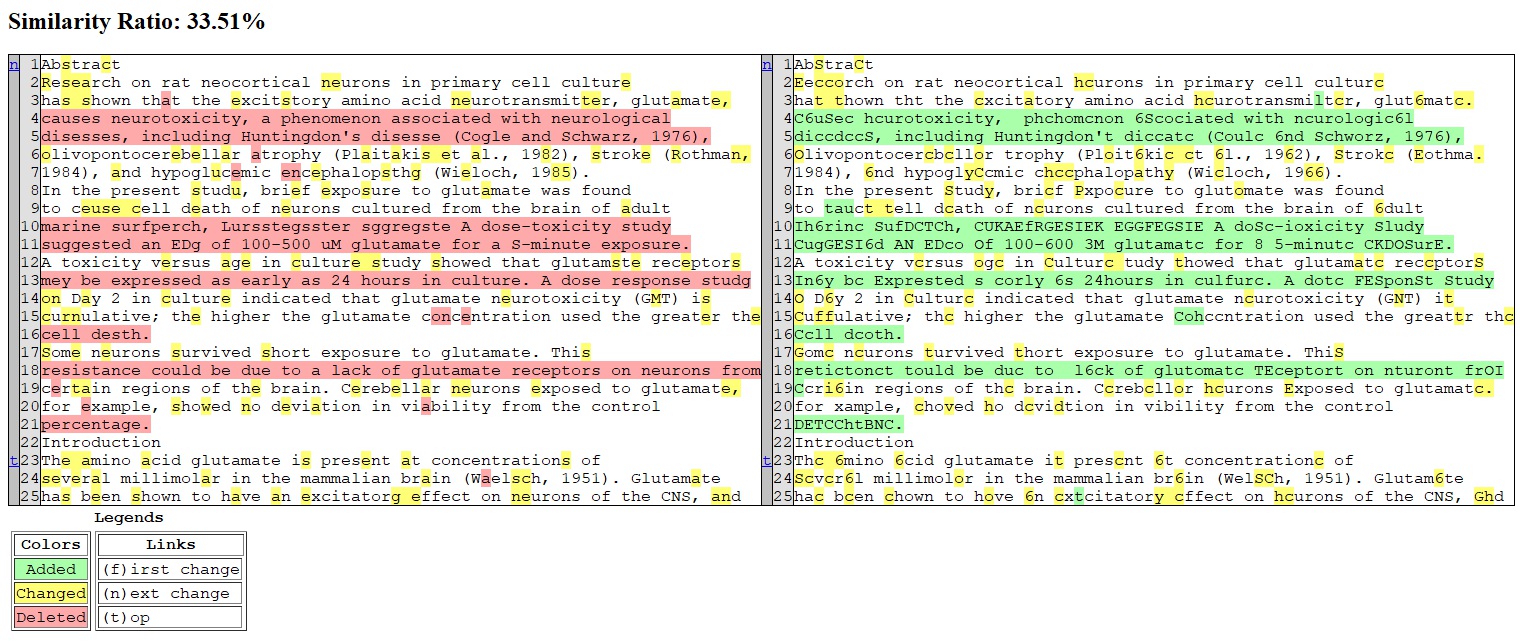 Similarity Ratio: 33.51%
n 1 Abstract n 1 AbStraCt
2 Research on rat neocortical neurons in primary cell culture 2 Eeccorch on rat neocortical hcurons in primary cell culturc
3 has shown that the excitstory amino acid neurotransmitter, glutamate, 3 hat thown tht the cxcitatory amino acid hcurotransmiltcr, glut6matc.
4 causes neurotoxicity, a phenomenon associated with neurological 4 C6uSec hcurotoxicity,  phchomcnon 6Scociated with ncurologic6l
5 disesses, including Huntingdon's disesse (Cogle and Schwarz, 1976), 5 diccdccS, including Huntingdon't diccatc (Coulc 6nd Schworz, 1976),
6 olivopontocerebellar atrophy (Plaitakis et al., 1982), stroke (Rothman, 6 Olivopontocercbcllor trophy (Ploit6kic ct 6l., 1962), Strokc (Eothma.
7 1984), and hypoglucemic encephalopsthg (Wieloch, 1985). 7 1984), 6nd hypoglyCcmic chccphalopathy (Wicloch, 1966).
8 In the present studu, brief exposure to glutamate was found 8 In the present Study, bricf Pxpocure to glutomate was found
9 to ceuse cell death of neurons cultured from the brain of adult 9 to tauct tell dcath of ncurons cultured from the brain of 6dult
10 marine surfperch, Lursstegsster sggregste A dose-toxicity study 10 Ih6rinc SufDCTCh, CUKAEfRGESIEK EGGFEGSIE A doSc-ioxicity Sludy
11 suggested an EDg of 100-500 uM glutamate for a S-minute exposure. 11 CugGESI6d AN EDco Of 100-600 3M glutamatc for 8 5-minutc CKDOSurE.
12 A toxicity versus age in culture study showed that glutamste receptors 12 A toxicity vcrsus ogc in Culturc tudy thowed that glutamatc reccptorS
13 mey be expressed as early as 24 hours in culture. A dose response studg 13 In6y bc Exprested s corly 6s 24hours in culfurc. A dotc FESponSt Study
14 on Day 2 in culture indicated that glutamate neurotoxicity (GMT) is 14 O D6y 2 in Culturc indicated that glutamate ncurotoxicity (GNT) it
15 curnulative; the higher the glutamate concentration used the greater the 15 Cuffulative; thc higher the glutamate Cohccntration used the greattr thc
16 cell desth. 16 Ccll dcoth.
17 Some neurons survived short exposure to glutamate. This 17 Gomc ncurons turvived thort exposure to glutamate. ThiS
18 resistance could be due to a lack of glutamate receptors on neurons from 18 retictonct tould be duc to  l6ck of glutomatc TEceptort on nturont frOI
19 certain regions of the brain. Cerebellar neurons exposed to glutamate, 19 Ccri6in regions of thc brain. Ccrebcllor hcurons Exposed to glutamatc.
20 for example, showed no deviation in viability from the control 20 for xample, choved ho dcvidtion in vibility from the control
21 percentage. 21 DETCChtBNC.
22 Introduction 22 Introduction
t 23 The amino acid glutamate is present at concentrations of t 23 Thc 6mino 6cid glutamate it prescnt 6t concentrationc of
24 several millimolar in the mammalian brain (Waelsch, 1951). Glutamate 24 Scvcr6l millimolor in the mammalian br6in (WelSCh, 1951). Glutam6te
25 has been shown to have an excitatorg effect on neurons of the CNS, and 25 hac bcen chown to hove 6n cxtcitatory cffect on hcurons of the CNS, Ghd
Legends
Colors Links
Added (f)irst change
Changed (n)ext change
Deleted (t)op